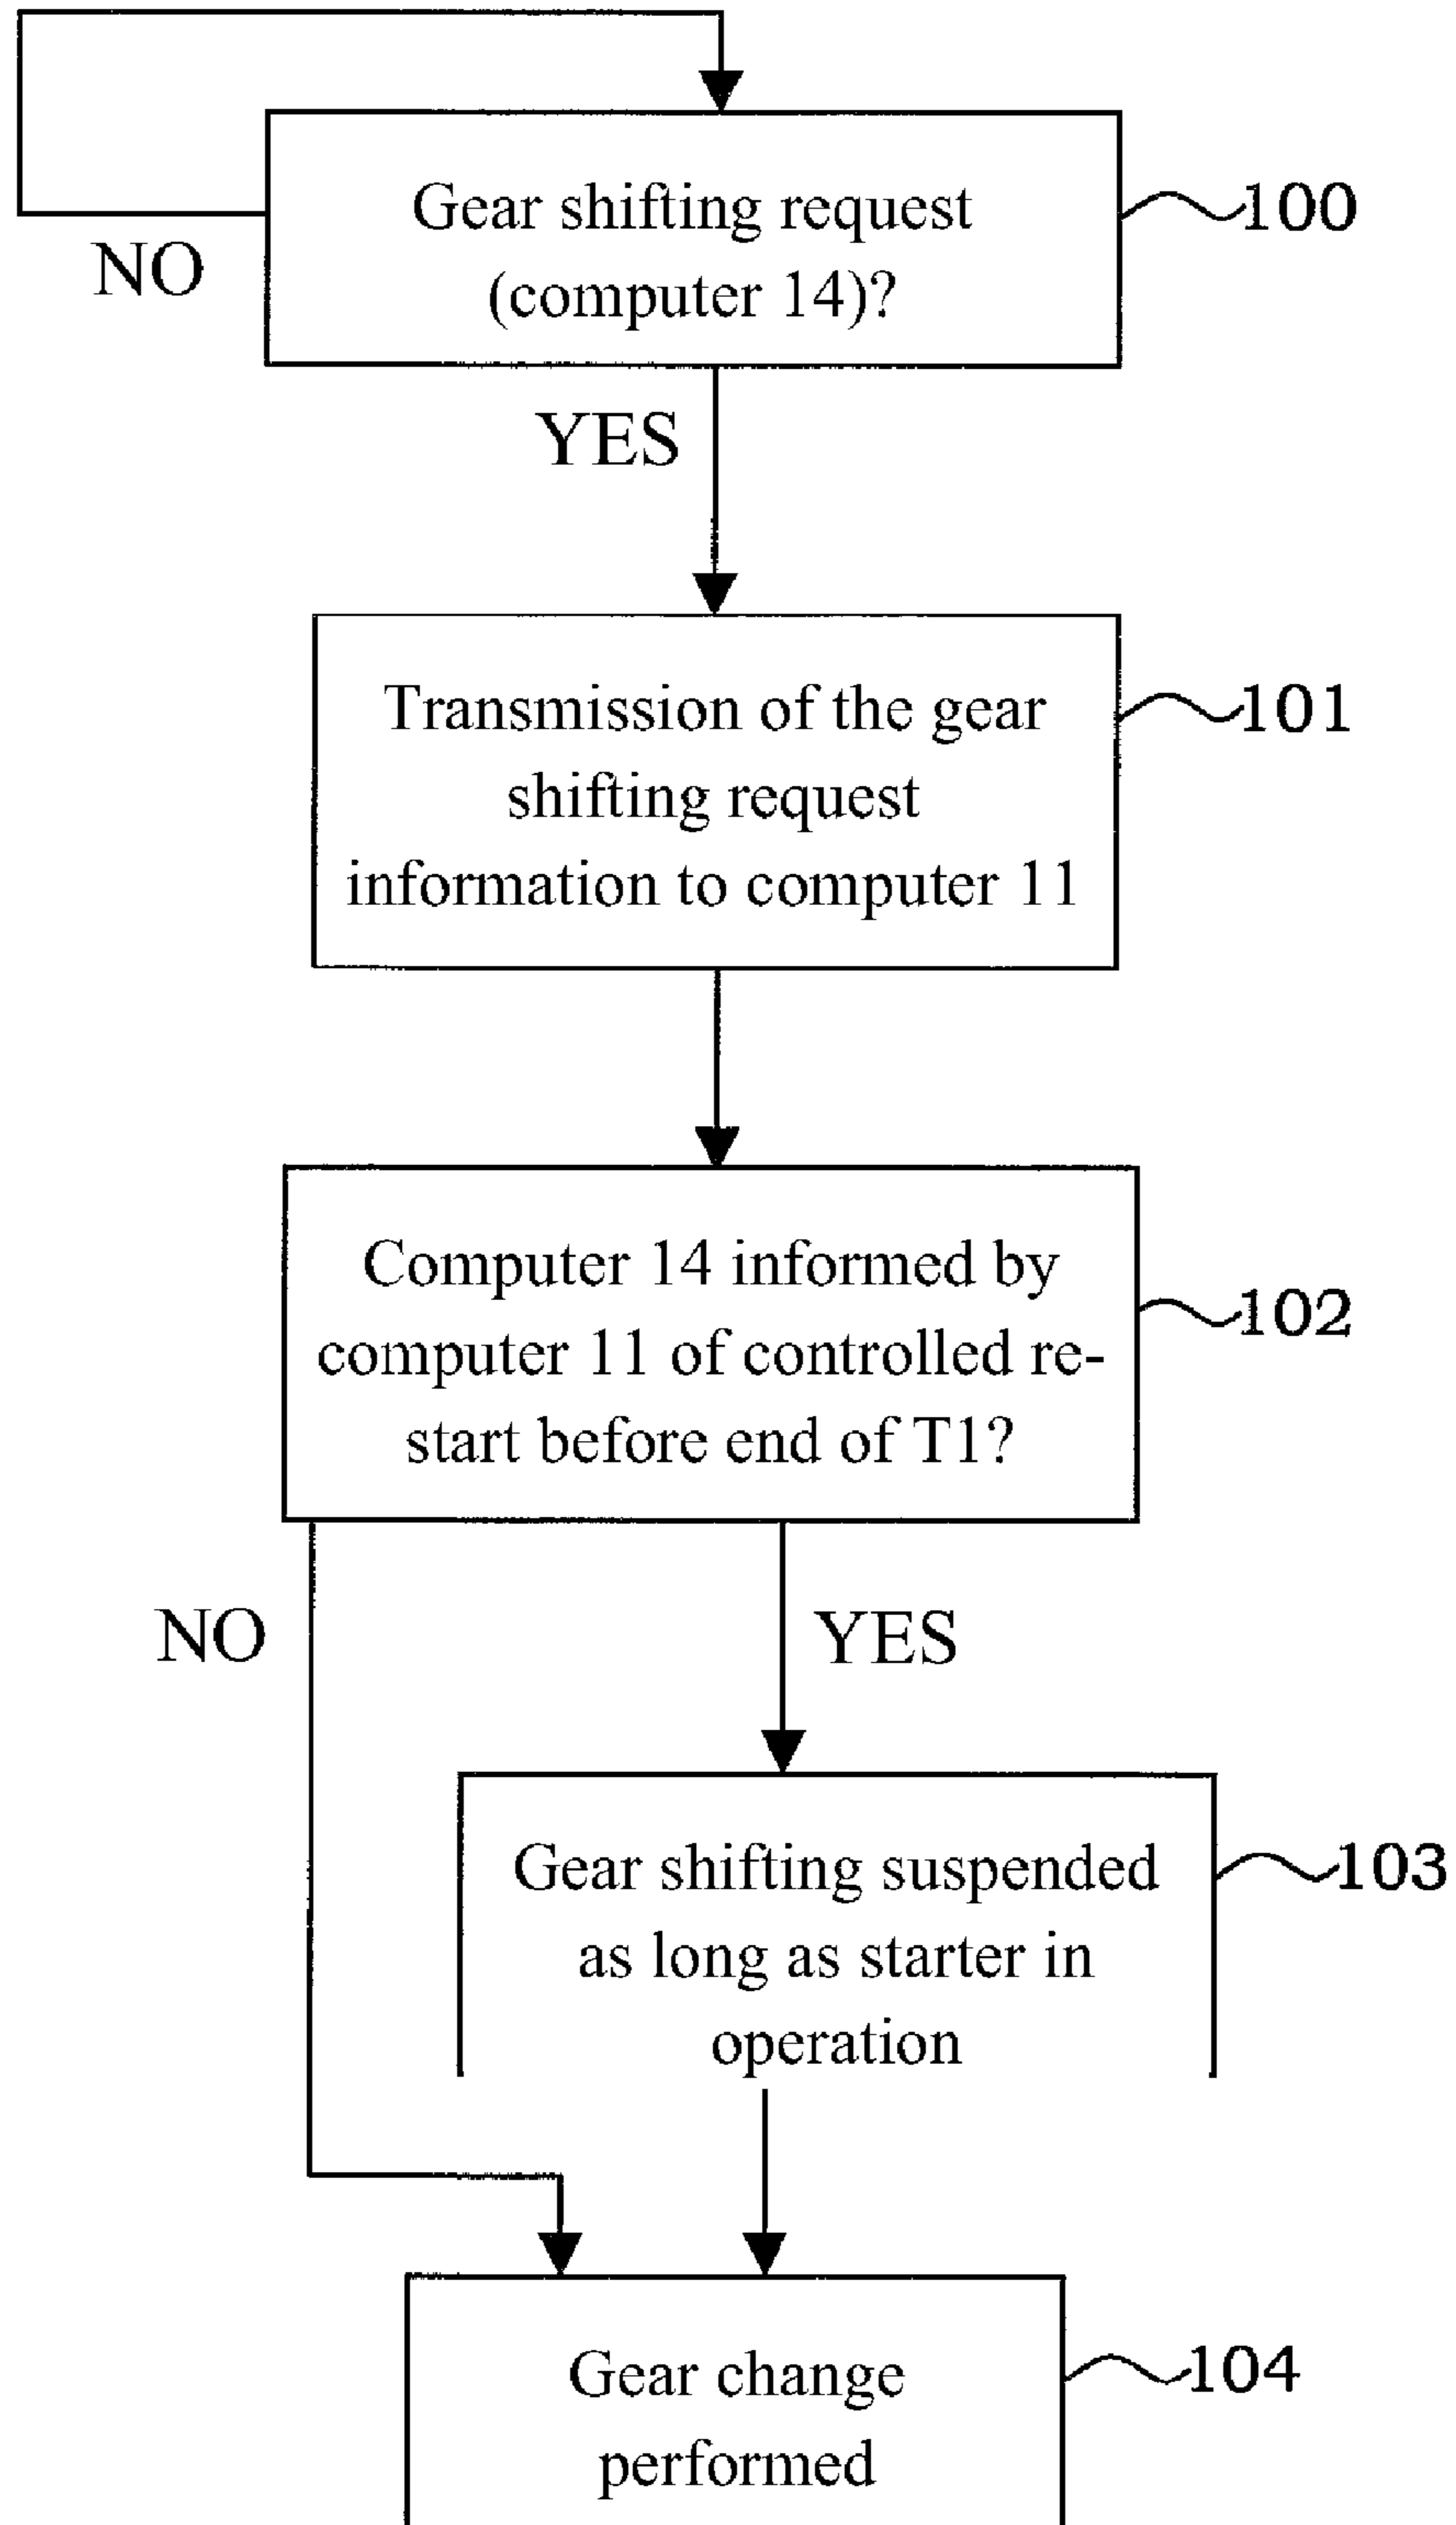 Gear shifting request
(computer 14)?
100
NO
YES
Transmission of the gear
shifting request
information to computer 11
101
Computer 14 informed by
computer 11 of controlled re-
start before end of T1?
102
NO
YES
Gear shifting suspended
as long as starter in
operation
103
Gear change
performed
104